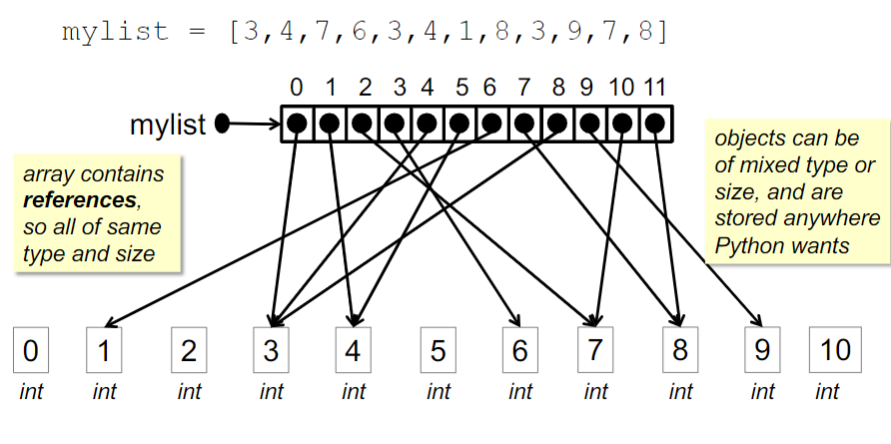 mylist = [3,4,7,6,3,4,1,8,3,9,7,8]
0 1 2 3 4 5 6 7 8 9 10 11
mylist
array contains
references,
so all of same
type and size
objects can be
of mixed type or
size, and are
stored anywhere
Python wants
0 1 2 3 4 5 6 7 8 9 10
int int int int int int int int int int int